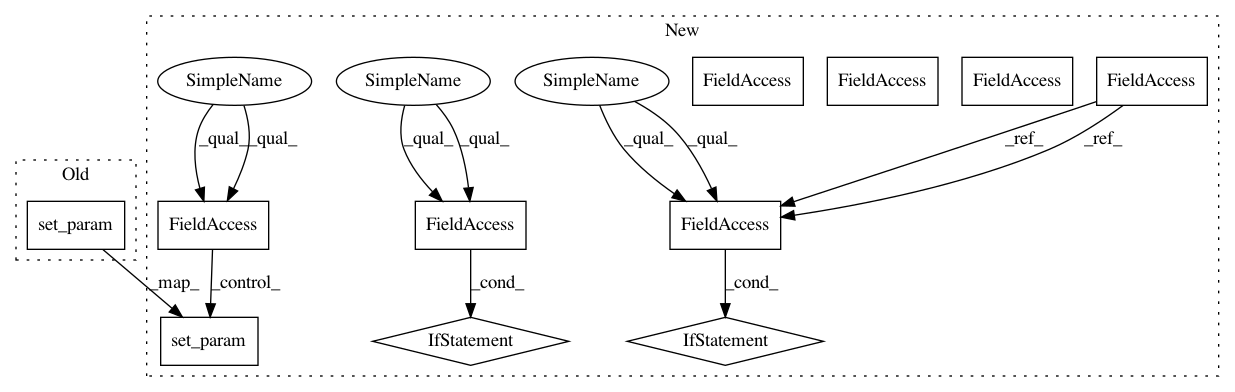 New
SimpleName
SimpleName
SimpleName
FieldAccess
FieldAccess
FieldAccess
FieldAccess
_qual_
_qual_
_qual_
_qual_
_qual_
_qual_
_ref_
_ref_
Old
set_param
FieldAccess
FieldAccess
FieldAccess
_map_
_control_
_cond_
_cond_
set_param
IfStatement
IfStatement